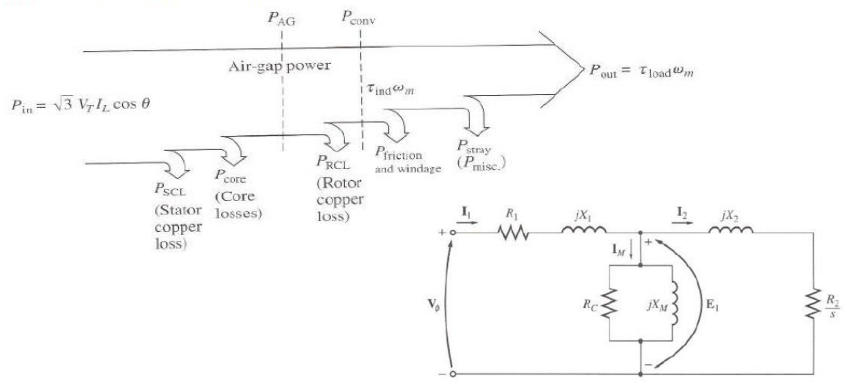 P_AG
P_conv
Air-gap power
τ_ind ω_m
P_out = τ_load ω_m
P_in = √3 V_T I_L cos θ
P_SCL
(Stator
copper
loss)
P_core
(Core
losses)
P_RCL
(Rotor
copper
loss)
P_friction
and windage
P_stray
(P_misc.)
I_1
R_1
jX_1
I_2
jX_2
+
I_M
+
V_ϕ
R_C
jX_M
E_1
R_2
s
−
−